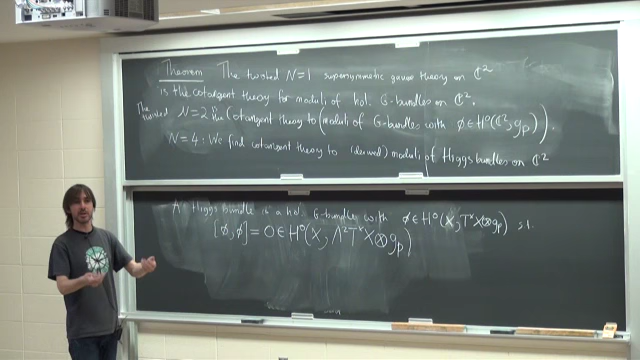 Theorem The twisted N=1 supersymmetric gauge theory on ℂ²
is the cotangent theory for moduli of hol. G-bundles on ℂ².
The twisted N=2 is the (cotangent theory to (moduli of G-bundles with φ∈H⁰(ℂ²,g_p)).
N=4: We find cotangent theory to (derived) moduli of Higgs bundles on ℂ²
A Higgs bundle is a hol. G-bundles with φ∈H⁰(X, T*X⊗g_p) s.t.
[φ,φ]=0∈H⁰(X, Λ²T*X⊗g_p)